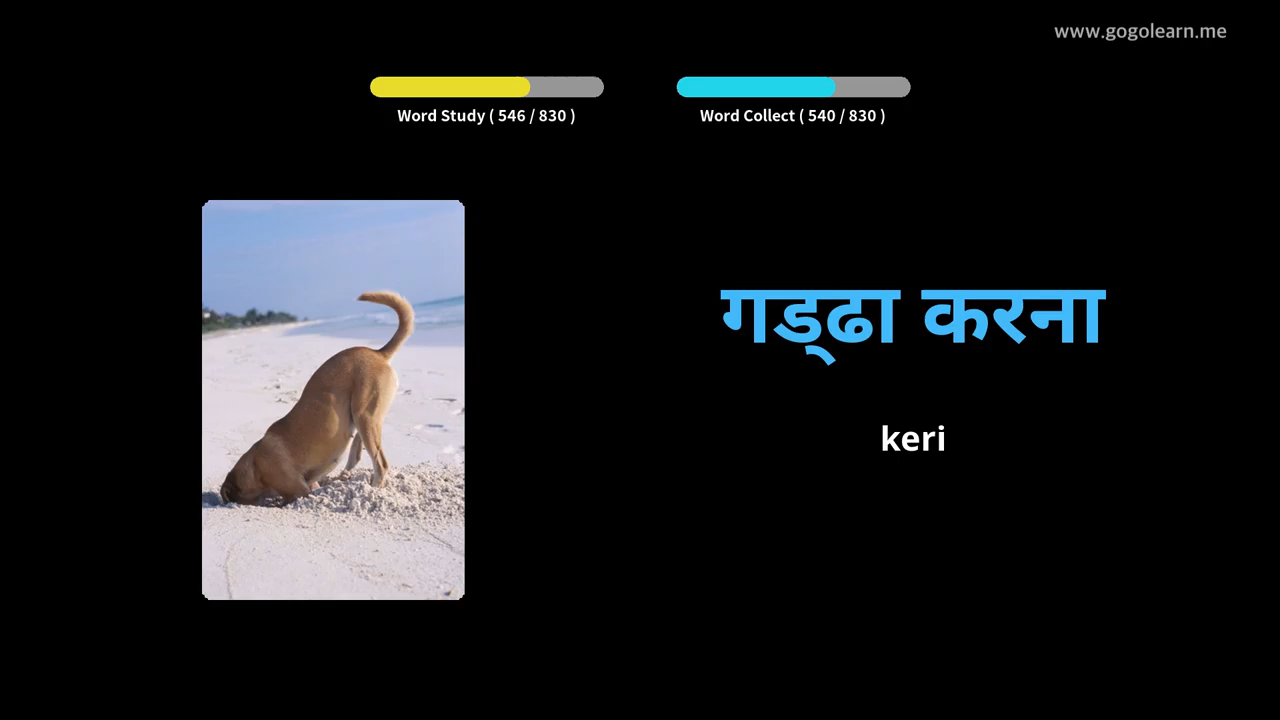 www.gogolearn.me
Word Study ( 546 / 830 )
Word Collect ( 540 / 830 )
गड्ढा करना
keri